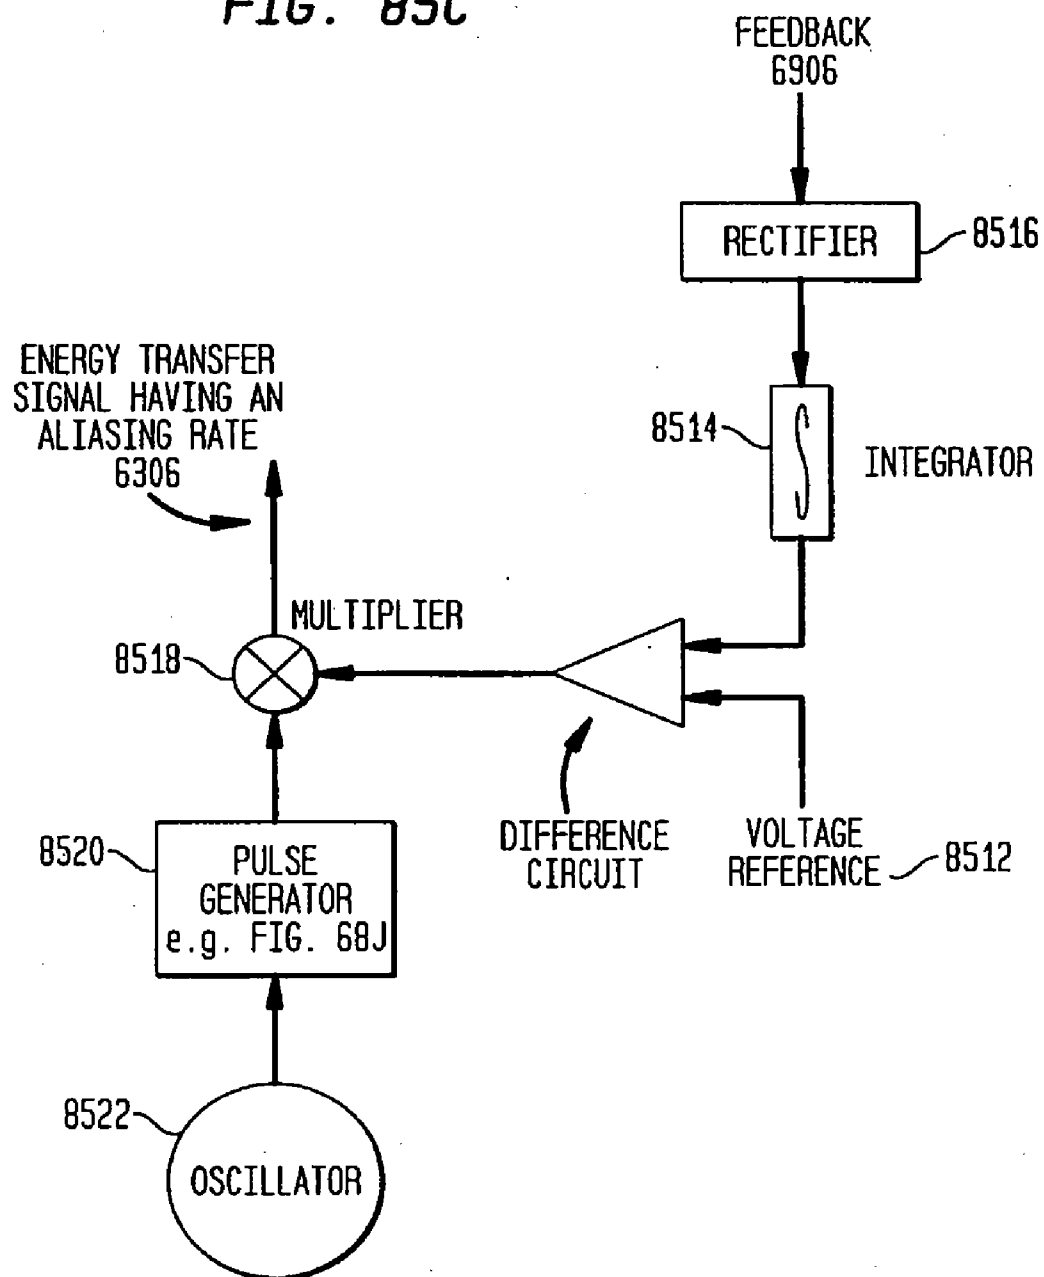 FIG. 85C
FEEDBACK
6906
RECTIFIER
8516
ENERGY TRANSFER
SIGNAL HAVING AN
ALIASING RATE
6306
8514
INTEGRATOR
MULTIPLIER
8518
DIFFERENCE
CIRCUIT
VOLTAGE
REFERENCE
8512
8520
PULSE
GENERATOR
e.g. FIG. 68J
8522
OSCILLATOR